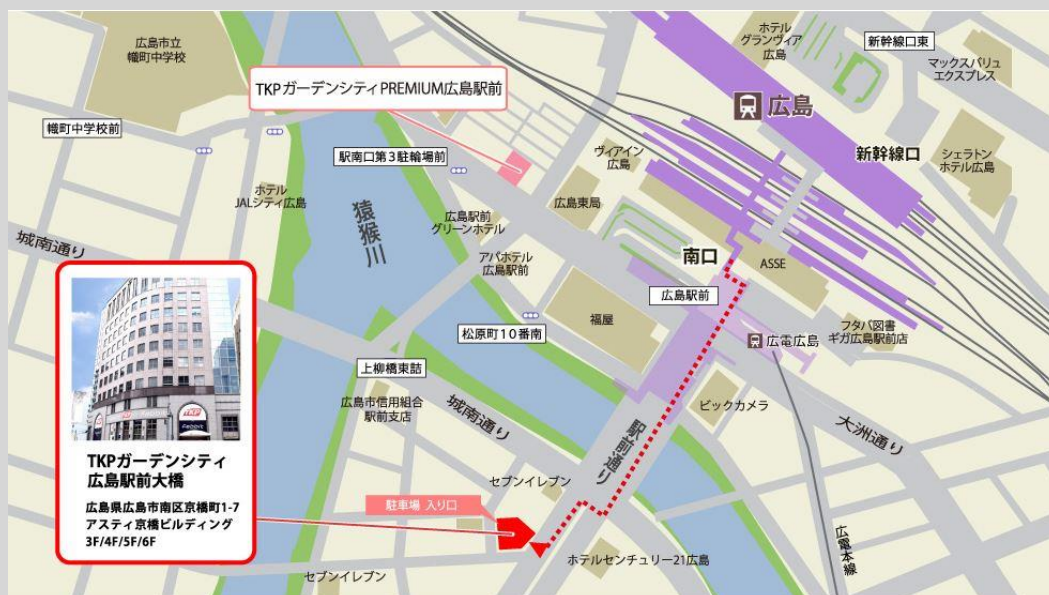 広島市立
幟町中学校
TKPガーデンシティPREMIUM広島駅前
幟町中学校前
駅南口第3駐輪場前
ホテル
JALシティ広島
猿猴川
城南通り
ホテル
グランヴィア
広島
新幹線口東
マックスバリュ
エクスプレス
広島
新幹線口
シェラトン
ホテル広島
ヴィアイン
広島
広島東局
広島駅前
グリーンホテル
アパホテル
広島駅前
南口
ASSE
広島駅前
福屋
松原町10番南
広電広島
フタバ図書
ギガ広島駅前店
上柳橋東詰
広島市信用組合
駅前支店
城南通り
ビックカメラ
大洲通り
駅前通り
セブンイレブン
駐車場 入り口
ホテルセンチュリー21広島
セブンイレブン
広電本線
TKP
TKPガーデンシティ
広島駅前大橋
広島県広島市南区京橋町1-7
アスティ京橋ビルディング
3F/4F/5F/6F